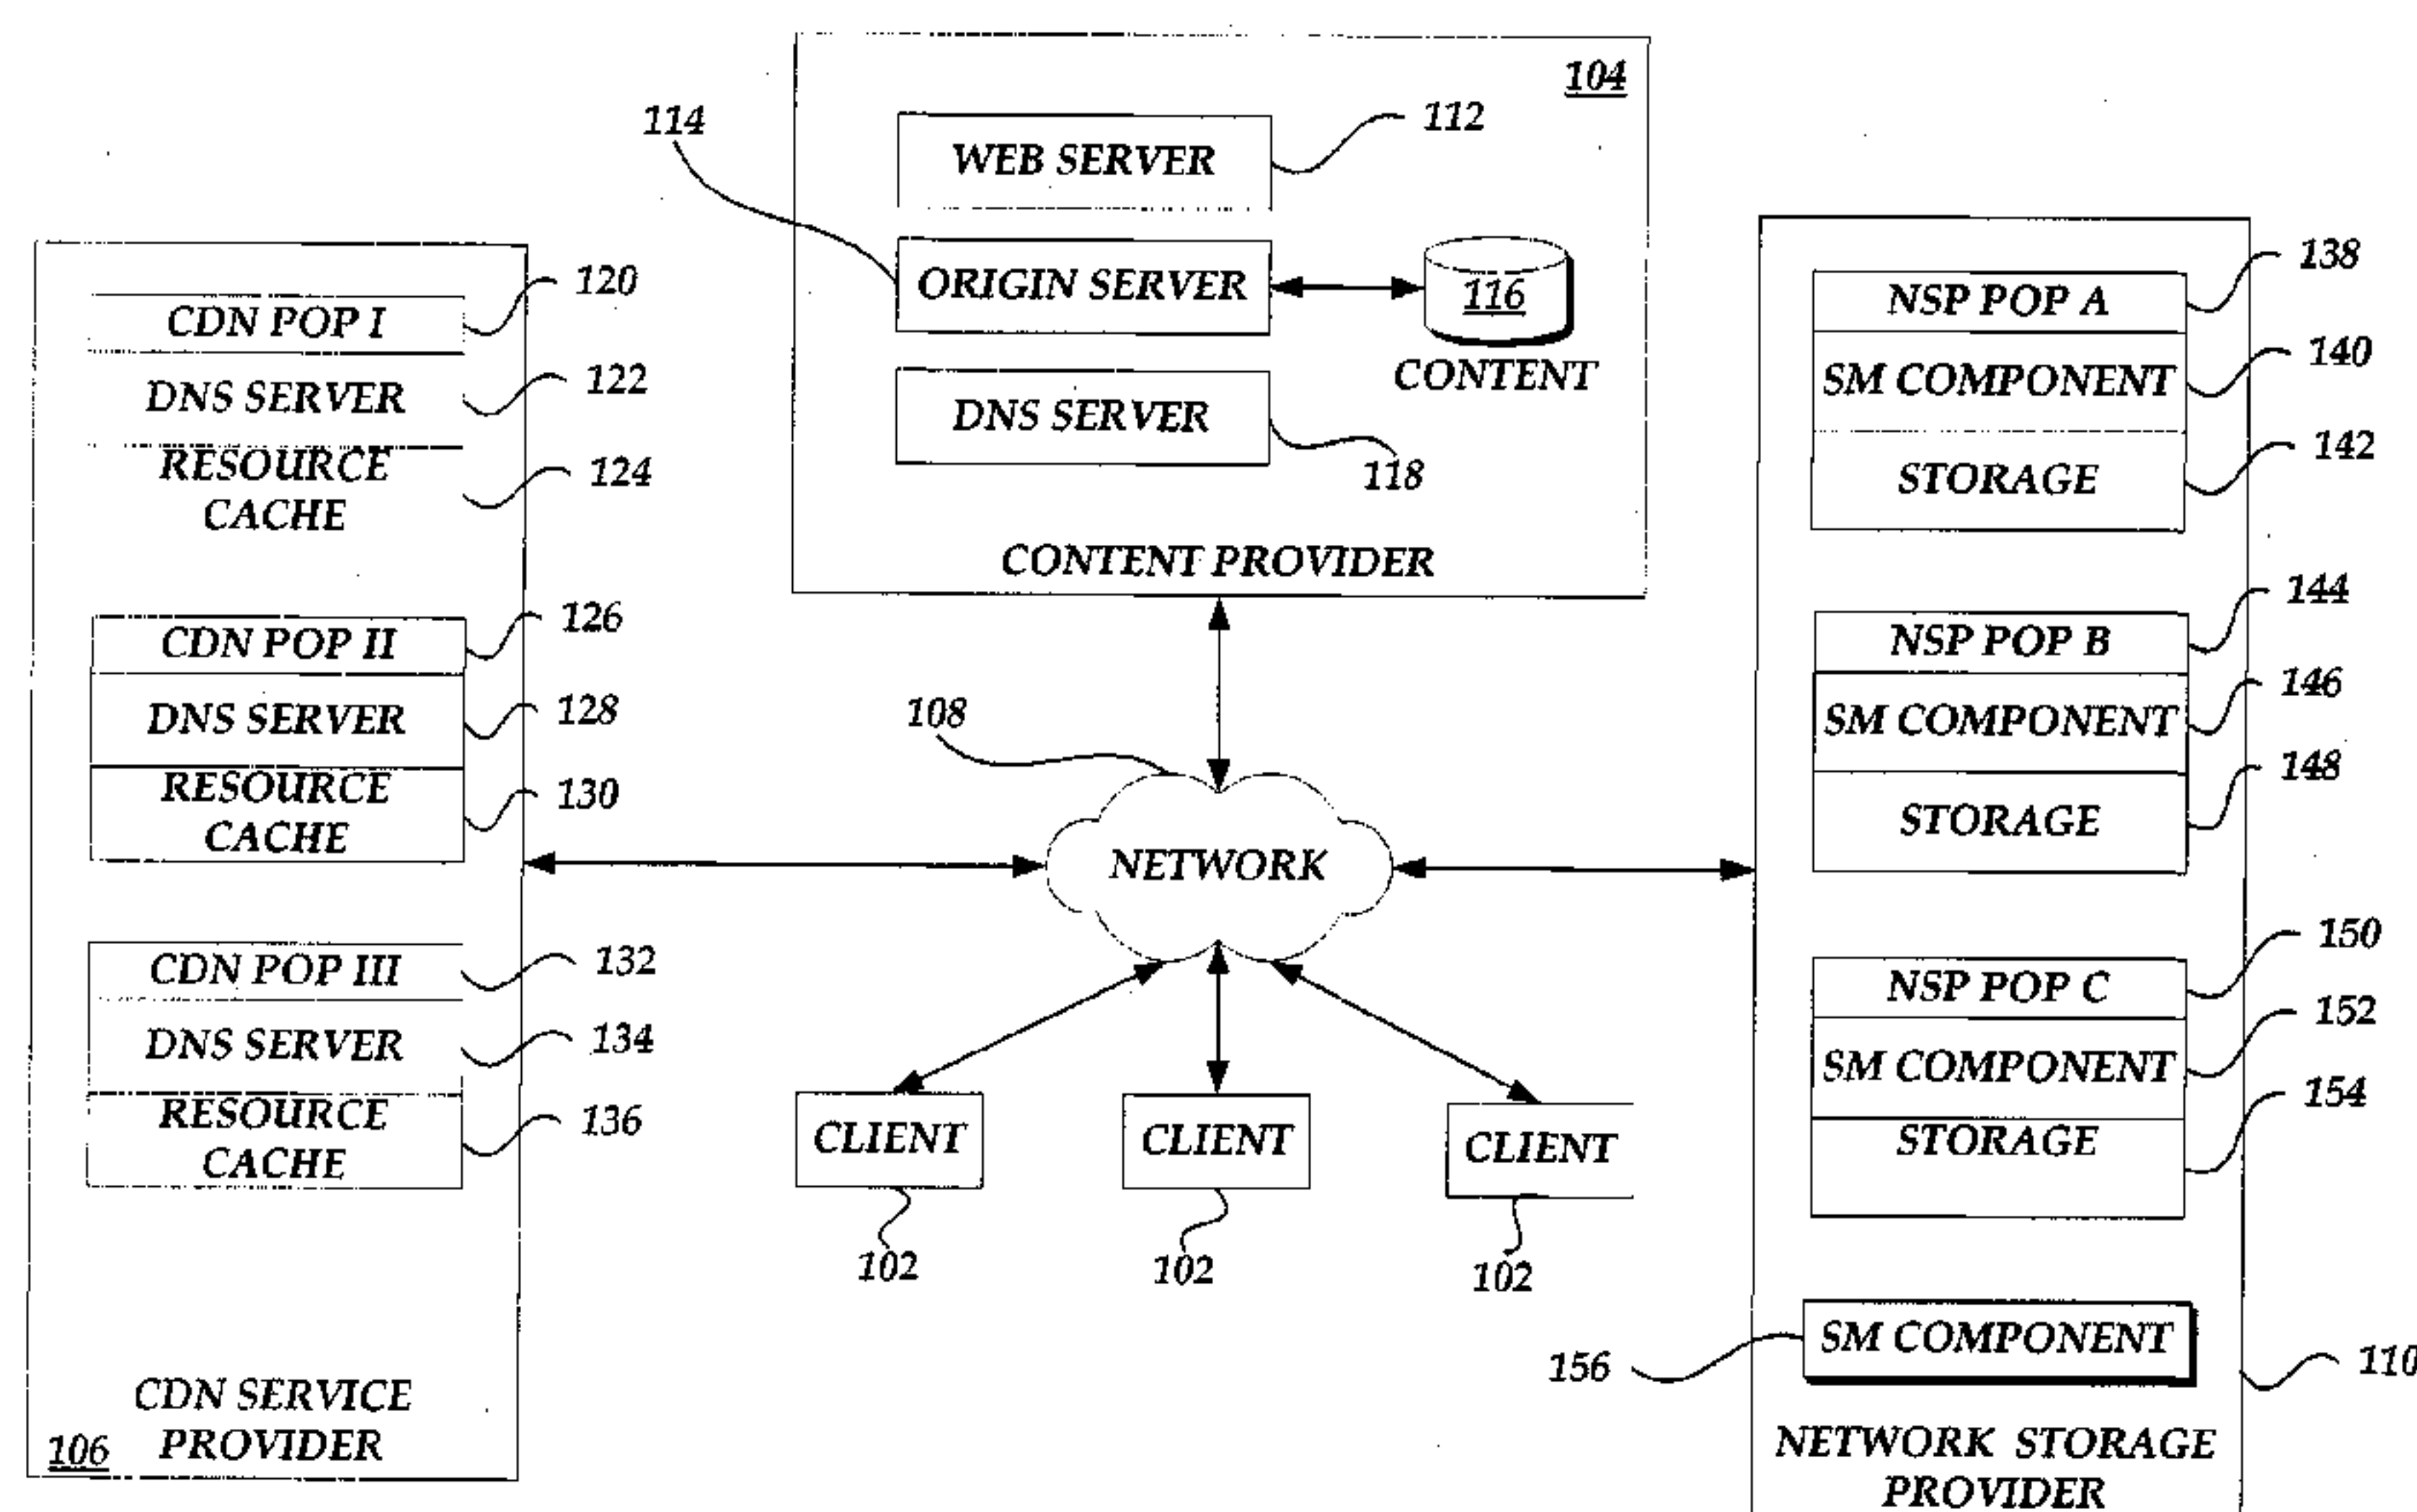 104
114
112
WEB SERVER
ORIGIN SERVER
116
CONTENT
DNS SERVER
118
CONTENT PROVIDER
CDN POP I
120
DNS SERVER
122
RESOURCE
CACHE
124
CDN POP II
126
DNS SERVER
128
RESOURCE
CACHE
130
CDN POP III
132
DNS SERVER
134
RESOURCE
CACHE
136
CDN SERVICE
PROVIDER
106
108
NETWORK
CLIENT
CLIENT
CLIENT
102
102
102
NSP POP A
138
SM COMPONENT
140
STORAGE
142
NSP POP B
144
SM COMPONENT
146
STORAGE
148
NSP POP C
150
SM COMPONENT
152
STORAGE
154
SM COMPONENT
156
110
NETWORK STORAGE
PROVIDER